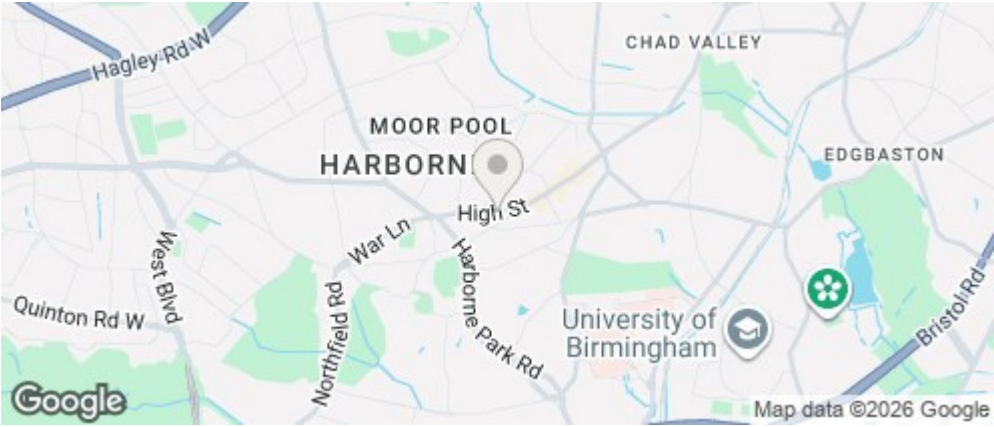 CHAD VALLEY
Hagley Rd W
MOOR POOL
HARBORNE
EDGBASTON
High St
War Ln
West Blvd
Harborne Park Rd
Northfield Rd
Quinton Rd W
University of
Birmingham
Bristol Rd
Google
Map data ©2026 Google